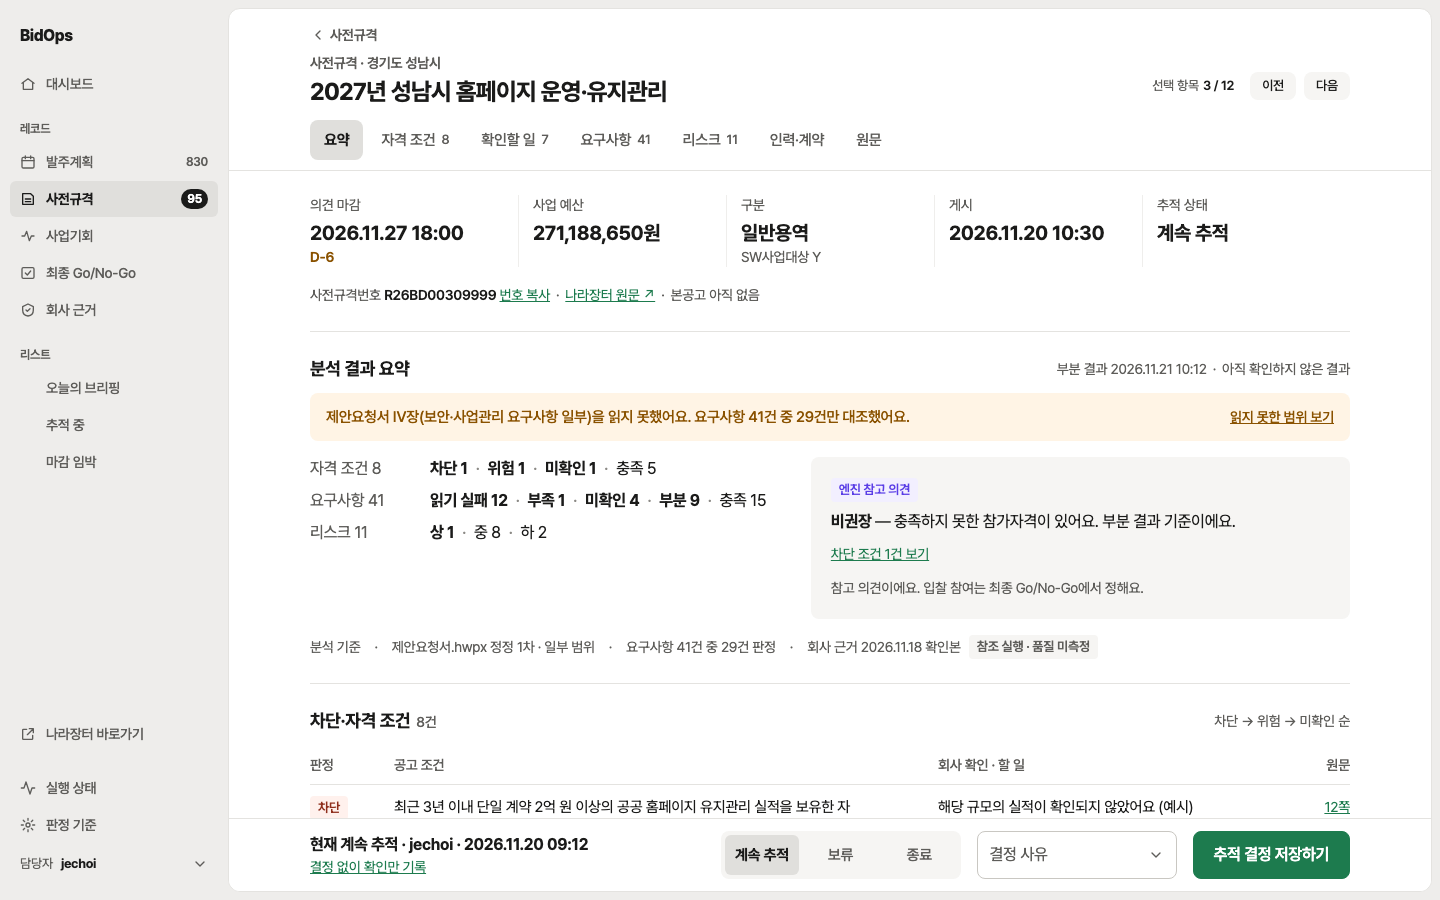 BidOps
대시보드
레코드
발주계획 830
사전규격 95
사업기회
최종 Go/No-Go
회사 근거
리스트
오늘의 브리핑
추적 중
마감 임박
나라장터 바로가기
실행 상태
판정 기준
담당자 jechoi
사전규격
사전규격 · 경기도 성남시
2027년 성남시 홈페이지 운영·유지관리
선택 항목 3 / 12 이전 다음
요약 자격 조건 8 확인할 일 7 요구사항 41 리스크 11 인력·계약 원문
의견 마감
2026.11.27 18:00
D-6
사업 예산
271,188,650원
구분
일반용역
SW사업대상 Y
게시
2026.11.20 10:30
추적 상태
계속 추적
사전규격번호 R26BD00309999 번호 복사 · 나라장터 원문 ↗ · 본공고 아직 없음
분석 결과 요약
부분 결과 2026.11.21 10:12 · 아직 확인하지 않은 결과
제안요청서 IV장(보안·사업관리 요구사항 일부)을 읽지 못했어요. 요구사항 41건 중 29건만 대조했어요. 읽지 못한 범위 보기
자격 조건 8 차단 1 · 위험 1 · 미확인 1 · 충족 5
요구사항 41 읽기 실패 12 · 부족 1 · 미확인 4 · 부분 9 · 충족 15
리스크 11 상 1 · 중 8 · 하 2
엔진 참고 의견
비권장 — 충족하지 못한 참가자격이 있어요. 부분 결과 기준이에요.
차단 조건 1건 보기
참고 의견이에요. 입찰 참여는 최종 Go/No-Go에서 정해요.
분석 기준 · 제안요청서.hwpx 정정 1차 · 일부 범위 · 요구사항 41건 중 29건 판정 · 회사 근거 2026.11.18 확인본 참조 실행 · 품질 미측정
차단·자격 조건 8건
차단 → 위험 → 미확인 순
판정 공고 조건 회사 확인 · 할 일 원문
차단 최근 3년 이내 단일 계약 2억 원 이상의 공공 홈페이지 유지관리 실적을 보유한 자 해당 규모의 실적이 확인되지 않았어요 (예시) 12쪽
현재 계속 추적 · jechoi · 2026.11.20 09:12
결정 없이 확인만 기록
계속 추적 보류 종료 결정 사유 추적 결정 저장하기